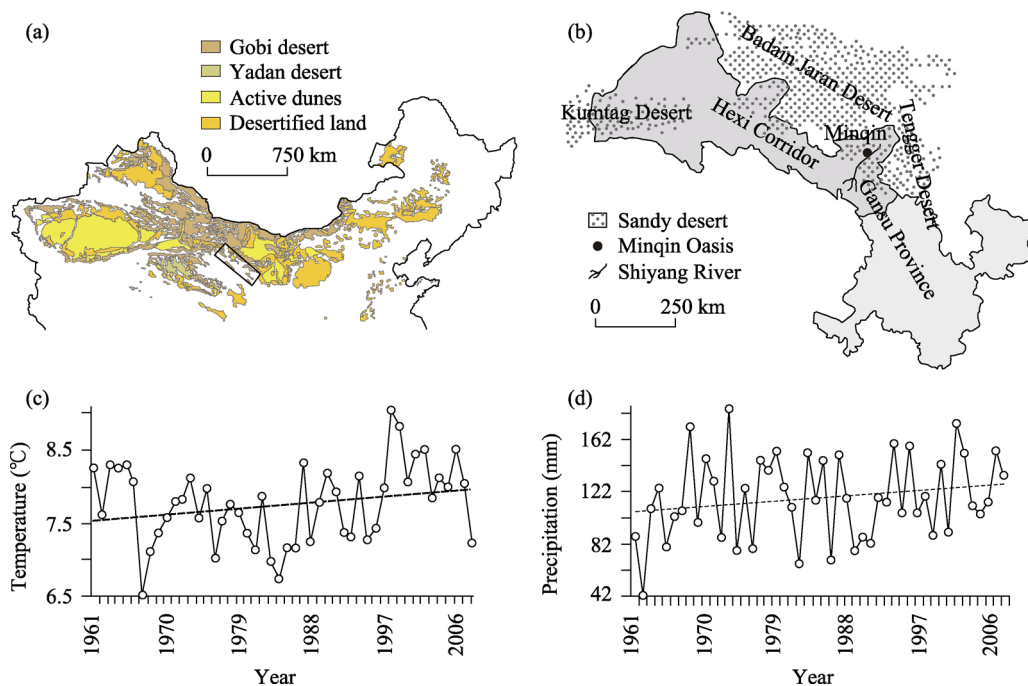 (a)
Gobi desert
Yadan desert
Active dunes
Desertified land
0 750 km
(b)
Badain Jaran Desert
Kumtag Desert
Hexi Corridor
Minqin
Tengger Desert
Gansu Province
Sandy desert
Minqin Oasis
Shiyang River
0 250 km
(c)
Temperature (℃)
8.5
7.5
6.5
1961
1970
1979
1988
1997
2006
Year
(d)
Precipitation (mm)
162
122
82
42
1961
1970
1979
1988
1997
2006
Year